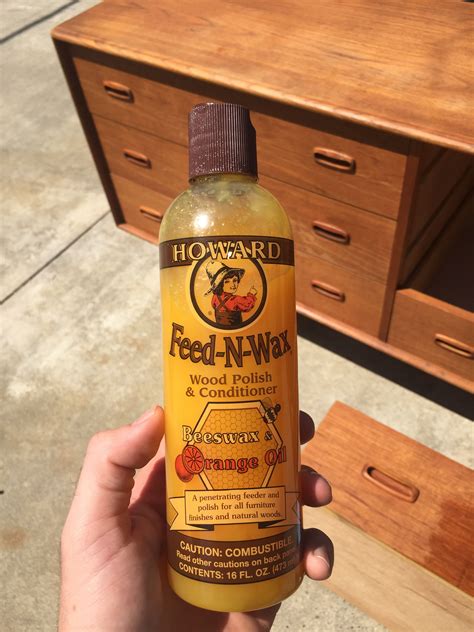 HOWARD
Feed-N-Wax
Wood Polish
& Conditioner
Beeswax &
Orange Oil
A penetrating feeder and
polish for all furniture
finishes and natural woods.
CAUTION: COMBUSTIBLE.
Read other cautions on back
CONTENTS: 16 FL. OZ. (473